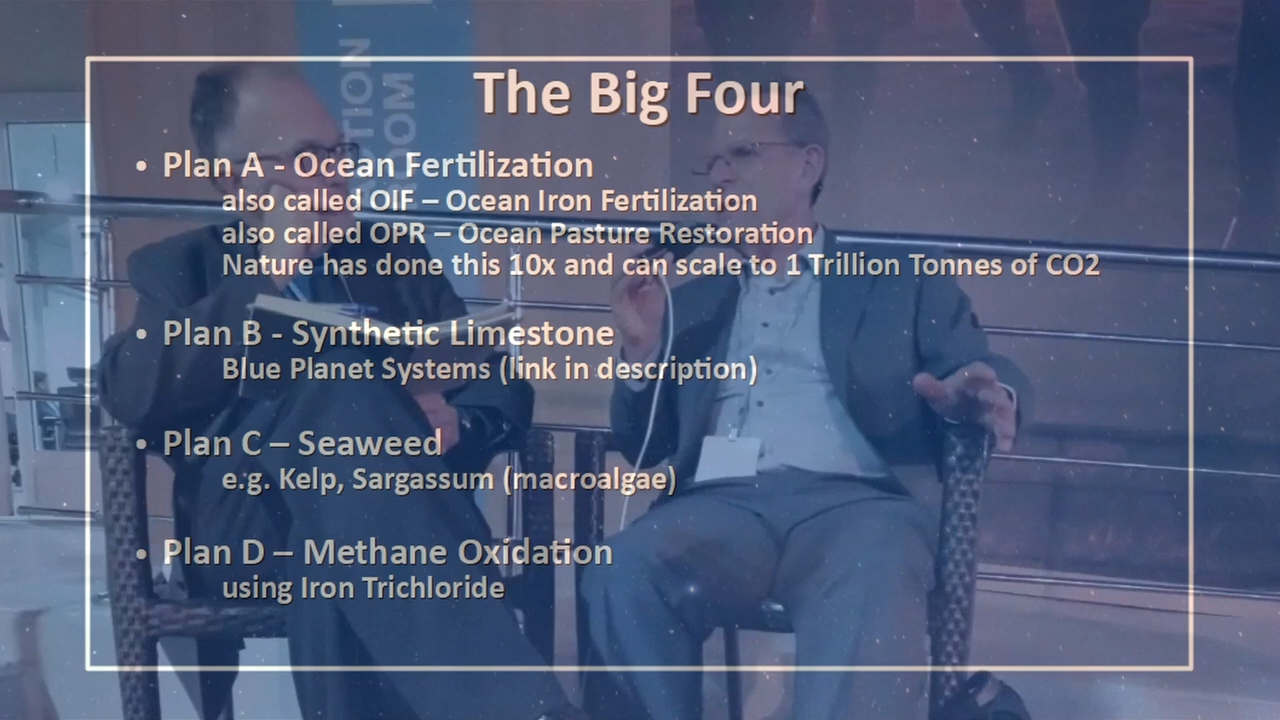 The Big Four
• Plan A - Ocean Fertilization
also called OIF – Ocean Iron Fertilization
also called OPR – Ocean Pasture Restoration
Nature has done this 10x and can scale to 1 Trillion Tonnes of CO2
• Plan B - Synthetic Limestone
Blue Planet Systems (link in description)
• Plan C – Seaweed
e.g. Kelp, Sargassum (macroalgae)
• Plan D – Methane Oxidation
using Iron Trichloride